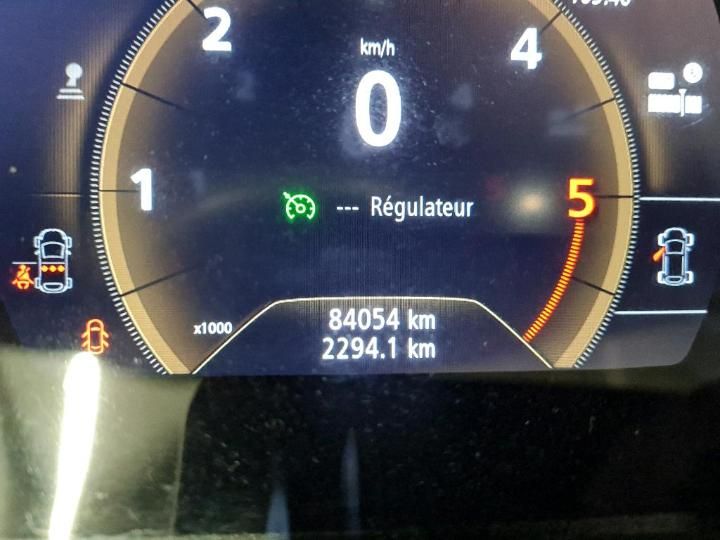 2
km/h
4
0
1
--- Régulateur
5
x1000
84054 km
2294.1 km